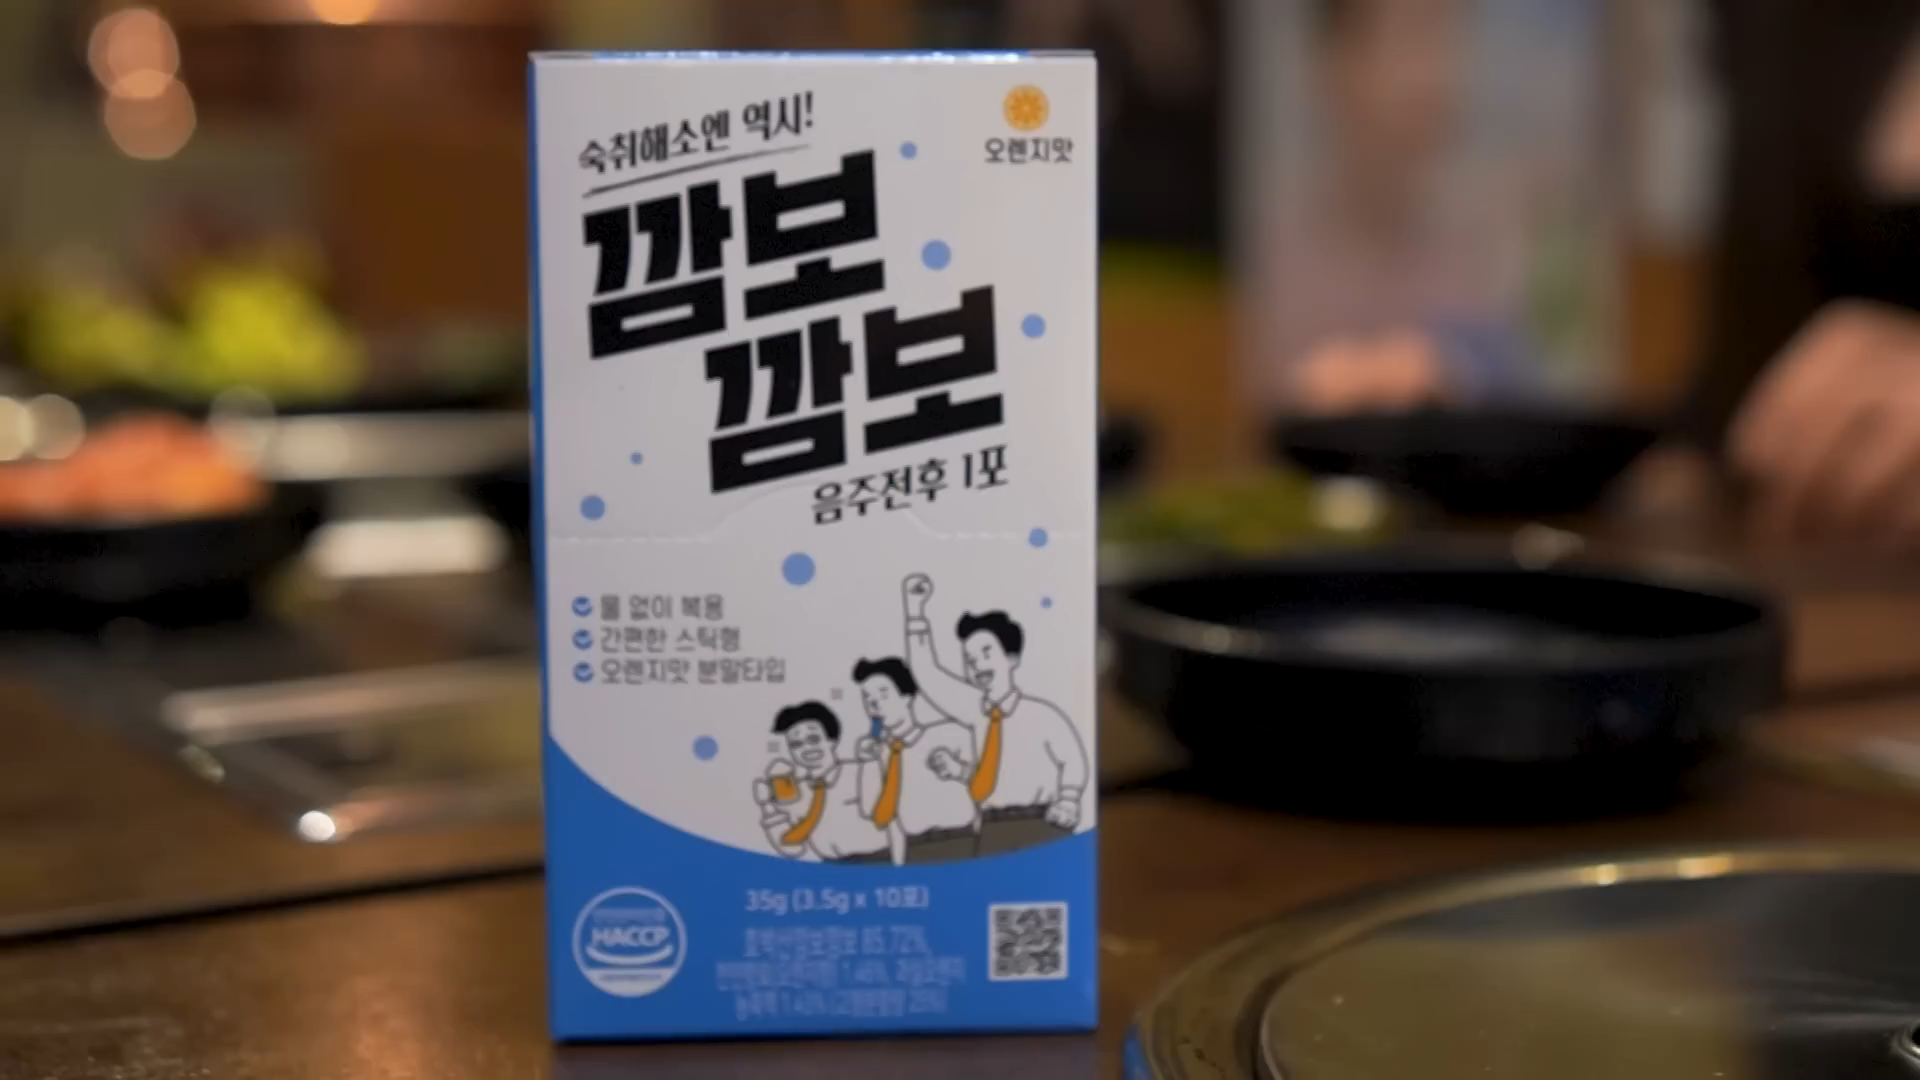 숙취해소엔 역시!
오렌지맛
깜보
깜보
음주전후 1포
물 없이 복용
간편한 스틱형
오렌지맛 분말타입
35g (3.5g x 10포)
HACCP
85.72%,